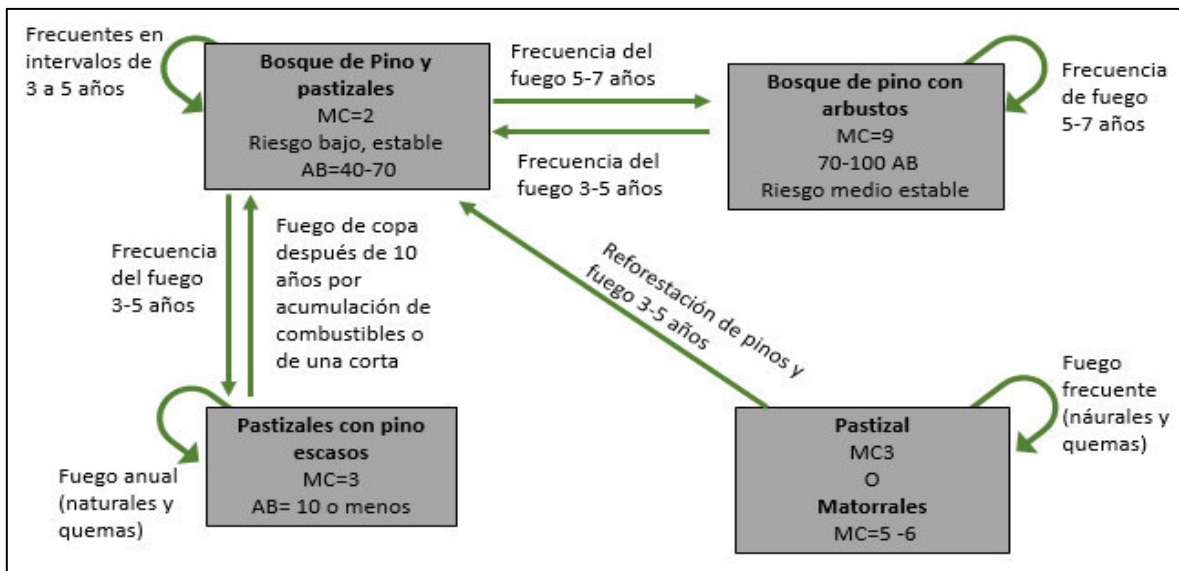 Frecuentes en
intervalos de
3 a 5 años
Bosque de Pino y
pastizales
MC=2
Riesgo bajo, estable
AB=40-70
Frecuencia del
fuego 5-7 años
Frecuencia del
fuego 3-5 años
Bosque de pino con
arbustos
MC=9
70-100 AB
Riesgo medio estable
Frecuencia
de fuego
5-7 años
Frecuencia
del fuego
3-5 años
Fuego de copa
después de 10
años por
acumulación de
combustibles o
de una corta
Reforestación de pinos y
fuego 3-5 años
Fuego anual
(naturales y
quemas)
Pastizales con pino
escasos
MC=3
AB= 10 o menos
Pastizal
MC3
O
Matorrales
MC=5 -6
Fuego
frecuente
(náurales y
quemas)